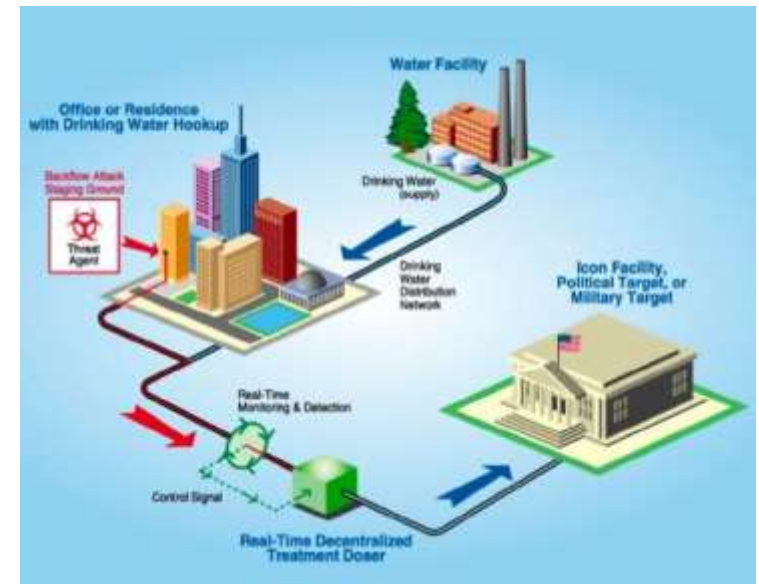 Water Facility
Office or Residence
with Drinking Water Hookup
Backflow Attack
Staging Ground
Threat
Agent
Drinking Water
(supply)
Drinking
Water
Distribution
Network
Icon Facility,
Political Target, or
Military Target
Real-Time
Monitoring & Detection
Control Signal
Real-Time Decentralized
Treatment Doser